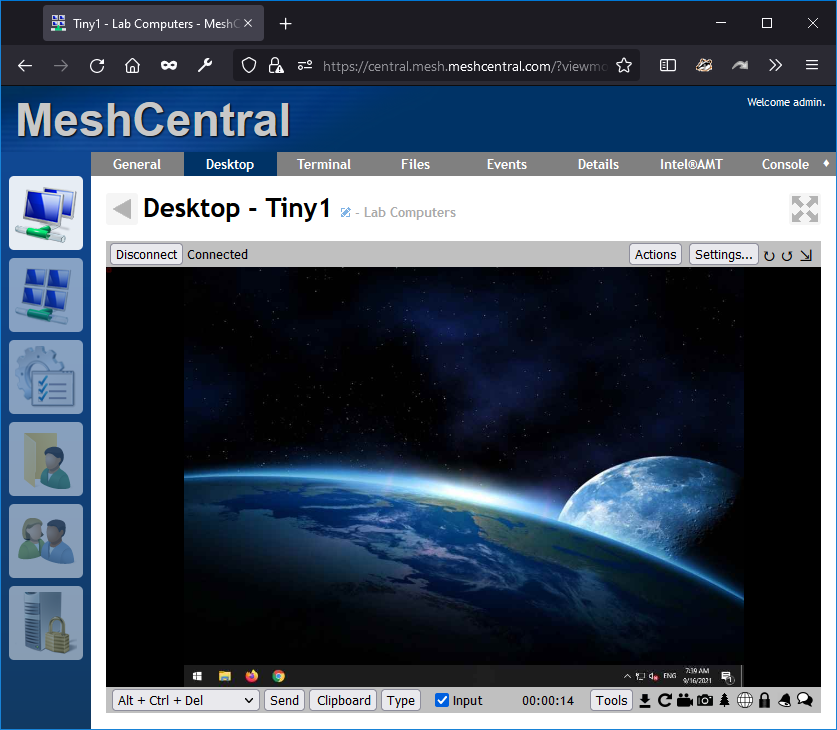 Tiny1 - Lab Computers - MeshC
https://central.mesh.meshcentral.com/?viewmo
MeshCentral
Welcome admin.
General Desktop Terminal Files Events Details Intel®AMT Console
Desktop - Tiny1 - Lab Computers
Disconnect Connected Actions Settings...
ENG 7:39 AM
9/16/2021
1
Alt + Ctrl + Del Send Clipboard Type Input 00:00:14 Tools